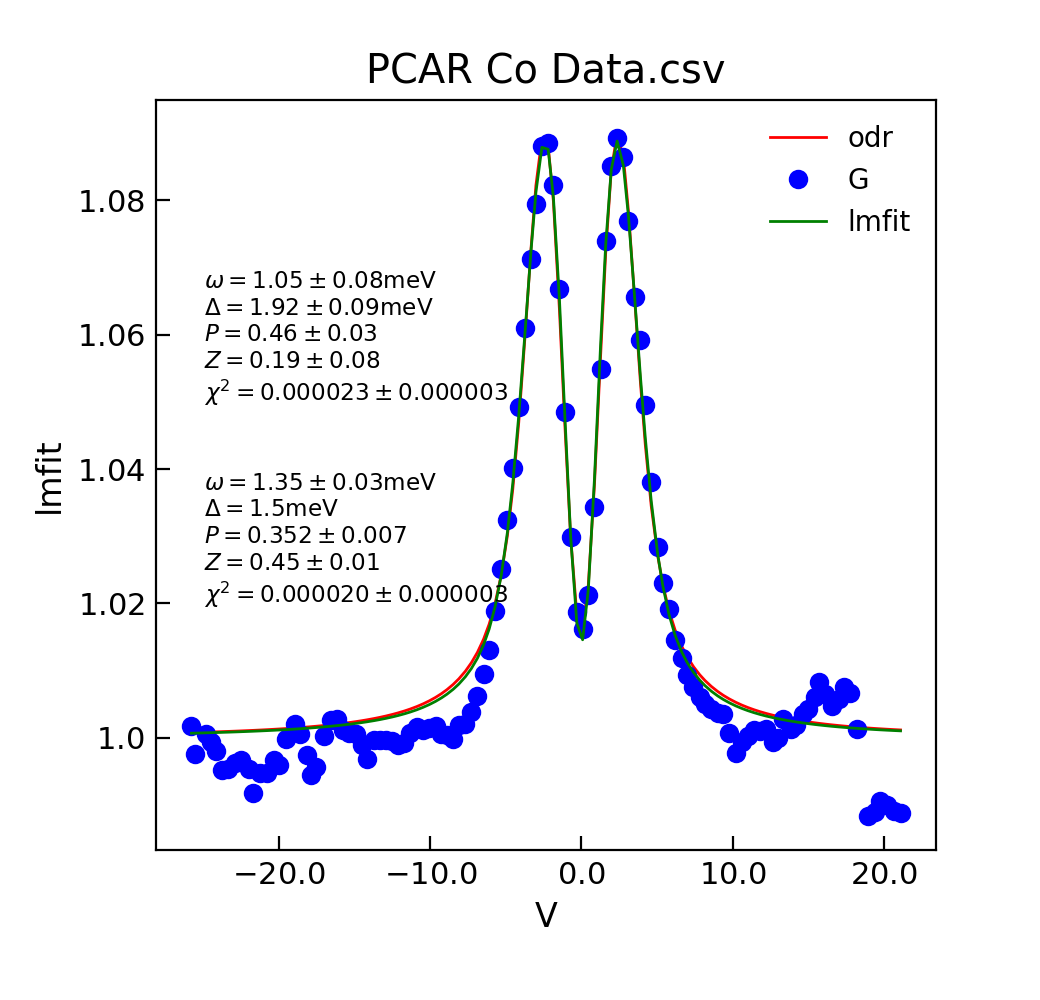 PCAR Co Data.csv
odr
G
lmfit
1.08
1.06
1.04
1.02
1.0
lmfit
ω = 1.05 ± 0.08meV
Δ = 1.92 ± 0.09meV
P = 0.46 ± 0.03
Z = 0.19 ± 0.08
χ² = 0.000023 ± 0.000003
ω = 1.35 ± 0.03meV
Δ = 1.5meV
P = 0.352 ± 0.007
Z = 0.45 ± 0.01
χ² = 0.000020 ± 0.000003
−20.0 −10.0 0.0 10.0 20.0
V